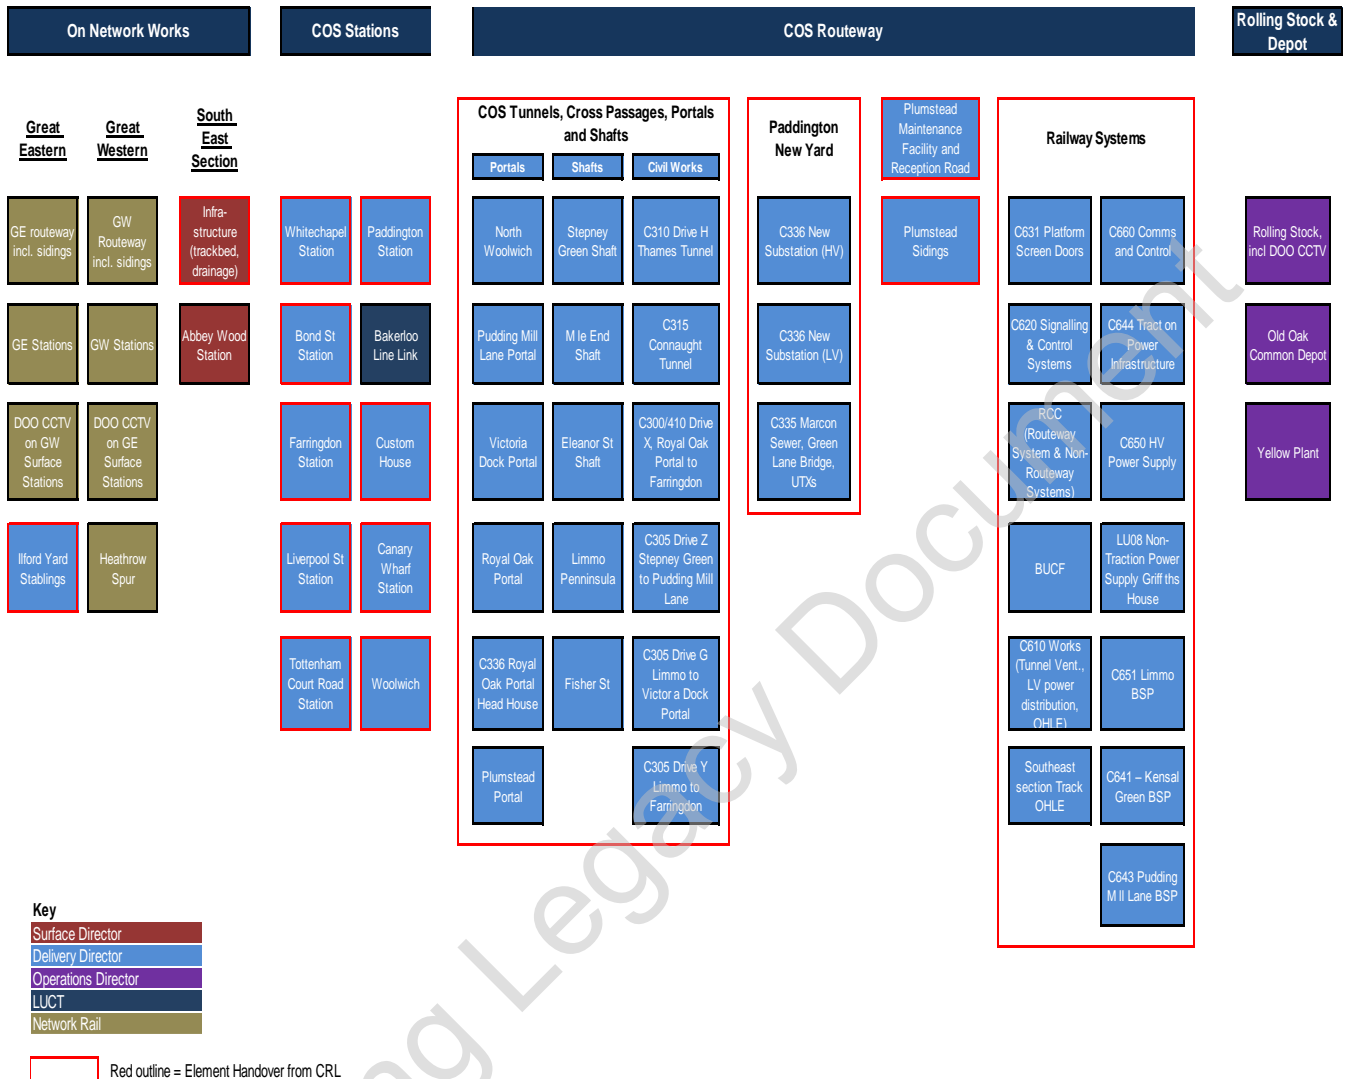 On Network Works
COS Stations
COS Routeway
Rolling Stock &
Depot
Great
Eastern
Great
Western
South
East
Section
COS Tunnels, Cross Passages, Portals
and Shafts
Portals
Shafts
Civil Works
Paddington
New Yard
Plumstead
Maintenance
Facility and
Reception Road
Railway Systems
GE routeway
incl. sidings
GW
Routeway
incl. sidings
Infra-
structure
(trackbed,
drainage)
Whitechapel
Station
Paddington
Station
North
Woolwich
Stepney
Green Shaft
C310 Drive H
Thames Tunnel
C336 New
Substation (HV)
Plumstead
Sidings
C631 Platform
Screen Doors
C660 Comms
and Control
Rolling Stock,
incl DOO CCTV
GE Stations
GW Stations
Abbey Wood
Station
Bond St
Station
Bakerloo
Line Link
Pudding Mill
Lane Portal
M le End
Shaft
C315
Connaught
Tunnel
C336 New
Substation (LV)
C620 Signalling
& Control
Systems
C644 Tract on
Power
Infrastructure
Old Oak
Common Depot
DOO CCTV
on GW
Surface
Stations
DOO CCTV
on GE
Surface
Stations
Farringdon
Station
Custom
House
Victoria
Dock Portal
Eleanor St
Shaft
C300/410 Drive
X, Royal Oak
Portal to
Farringdon
C335 Marcon
Sewer, Green
Lane Bridge,
UTXs
RCC
(Routeway
System & Non-
Routeway
Systems)
C650 HV
Power Supply
Yellow Plant
Ilford Yard
Stablings
Heathrow
Spur
Liverpool St
Station
Canary
Wharf
Station
Royal Oak
Portal
Limmo
Penninsula
C305 Drive Z
Stepney Green
to Pudding Mill
Lane
BUCF
LU08 Non-
Traction Power
Supply Griff ths
House
Tottenham
Court Road
Station
Woolwich
C336 Royal
Oak Portal
Head House
Fisher St
C305 Drive G
Limmo to
Victor a Dock
Portal
C610 Works
(Tunnel Vent.,
LV power
distribution,
OHLE)
C651 Limmo
BSP
Plumstead
Portal
C305 Drive Y
Limmo to
Farringdon
Southeast
section Track
OHLE
C641 – Kensal
Green BSP
C643 Pudding
M ll Lane BSP
Key
Surface Director
Delivery Director
Operations Director
LUCT
Network Rail
Red outline = Element Handover from CRL
Legacy Document